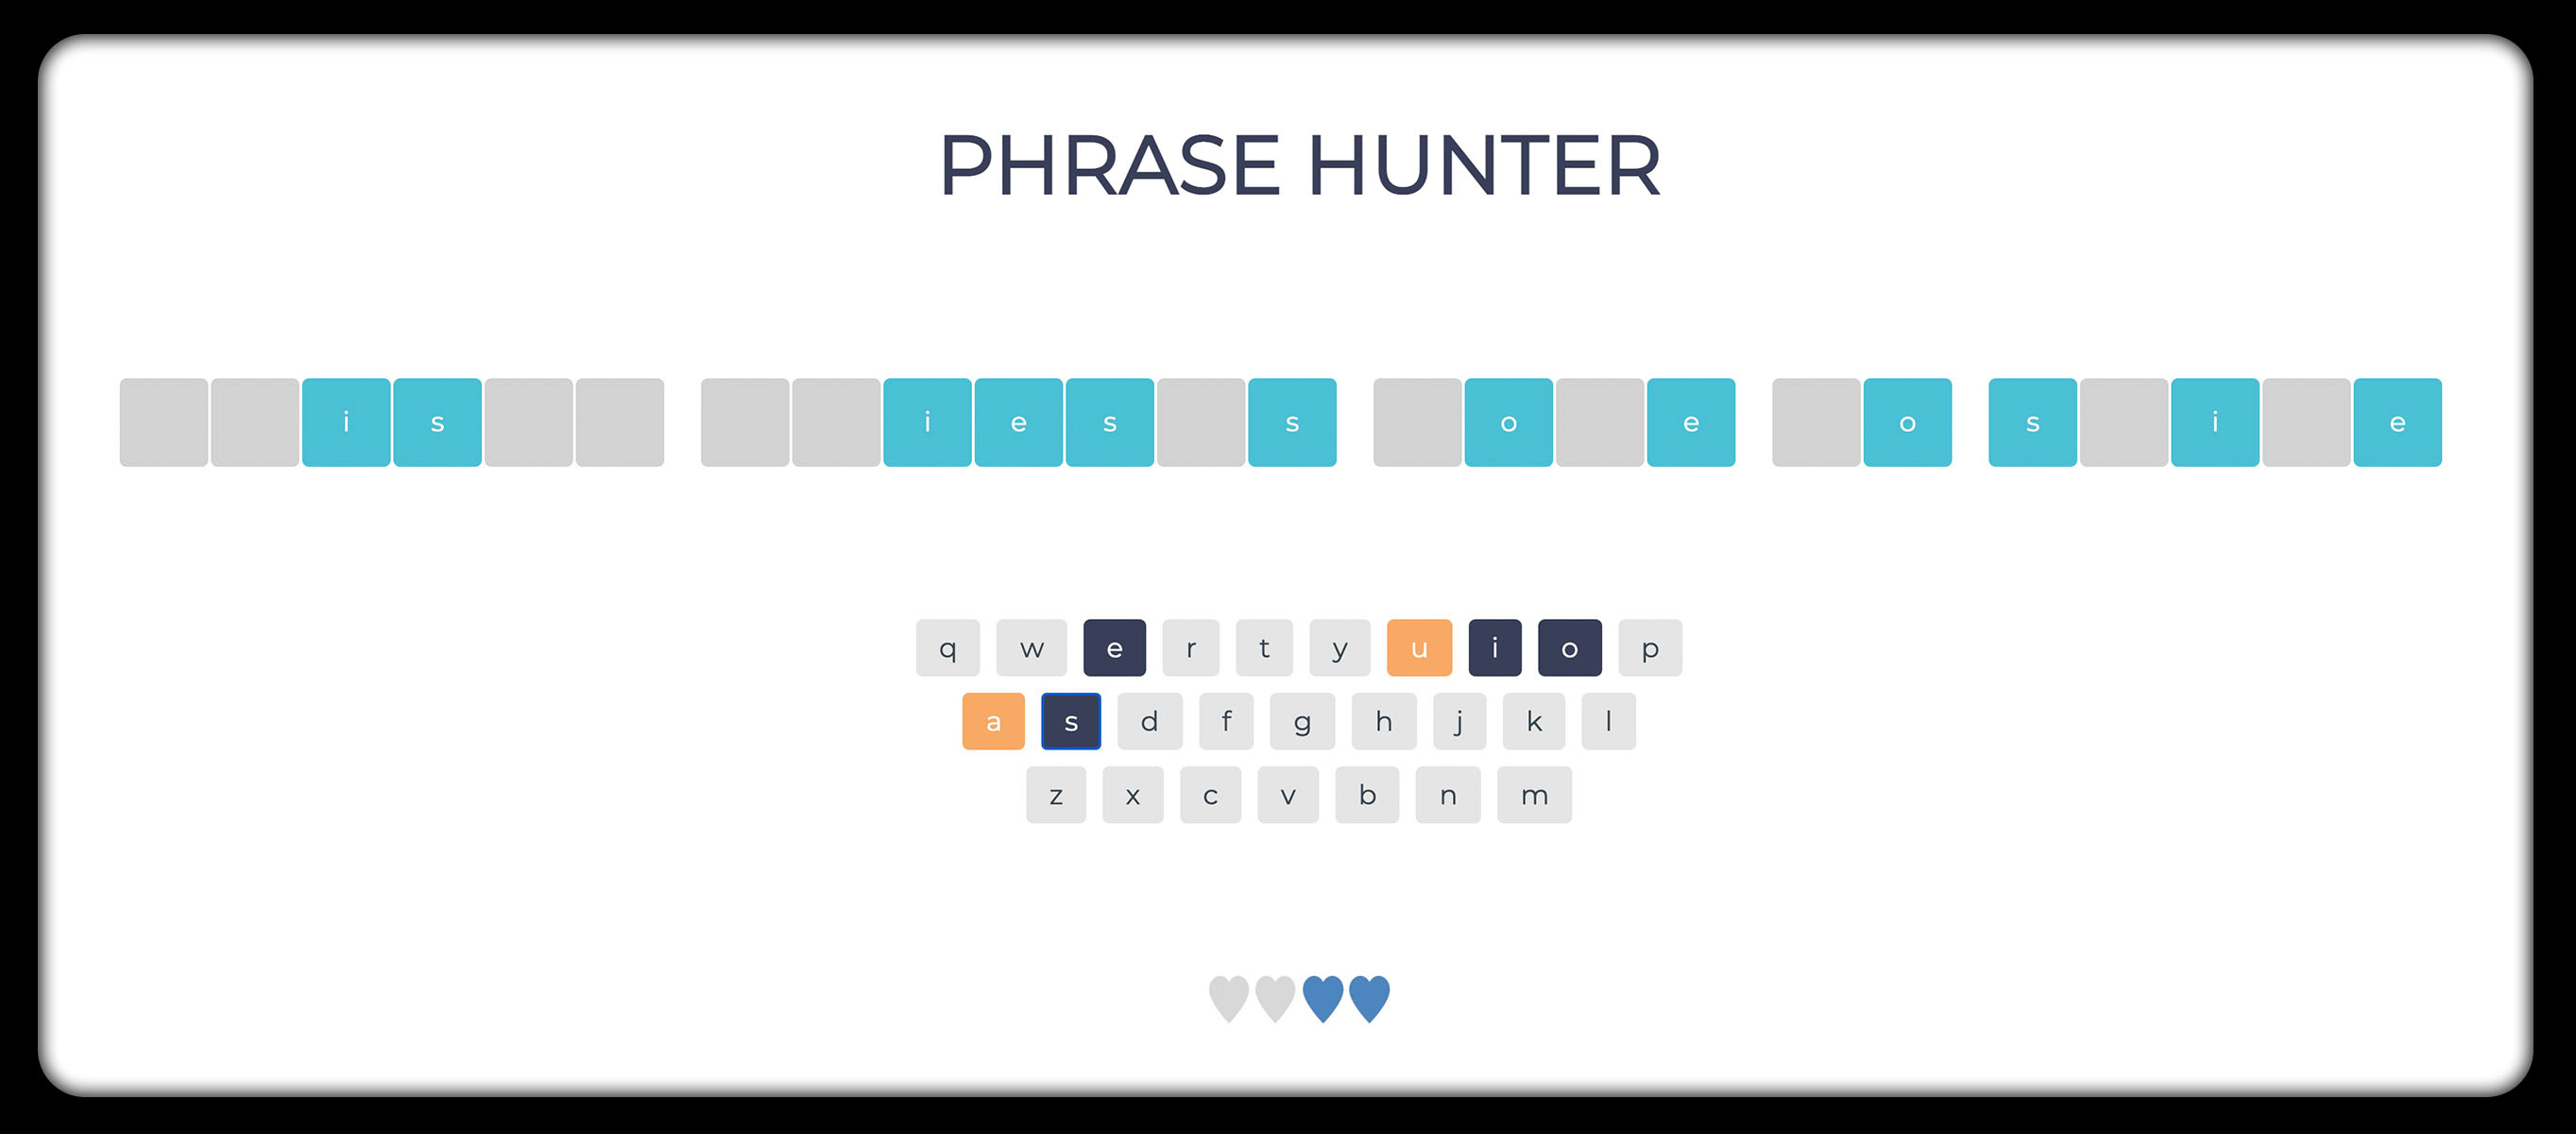 PHRASE HUNTER
i s i e s s o e o s i e
q w e r t y u i o p
a s d f g h j k l
z x c v b n m